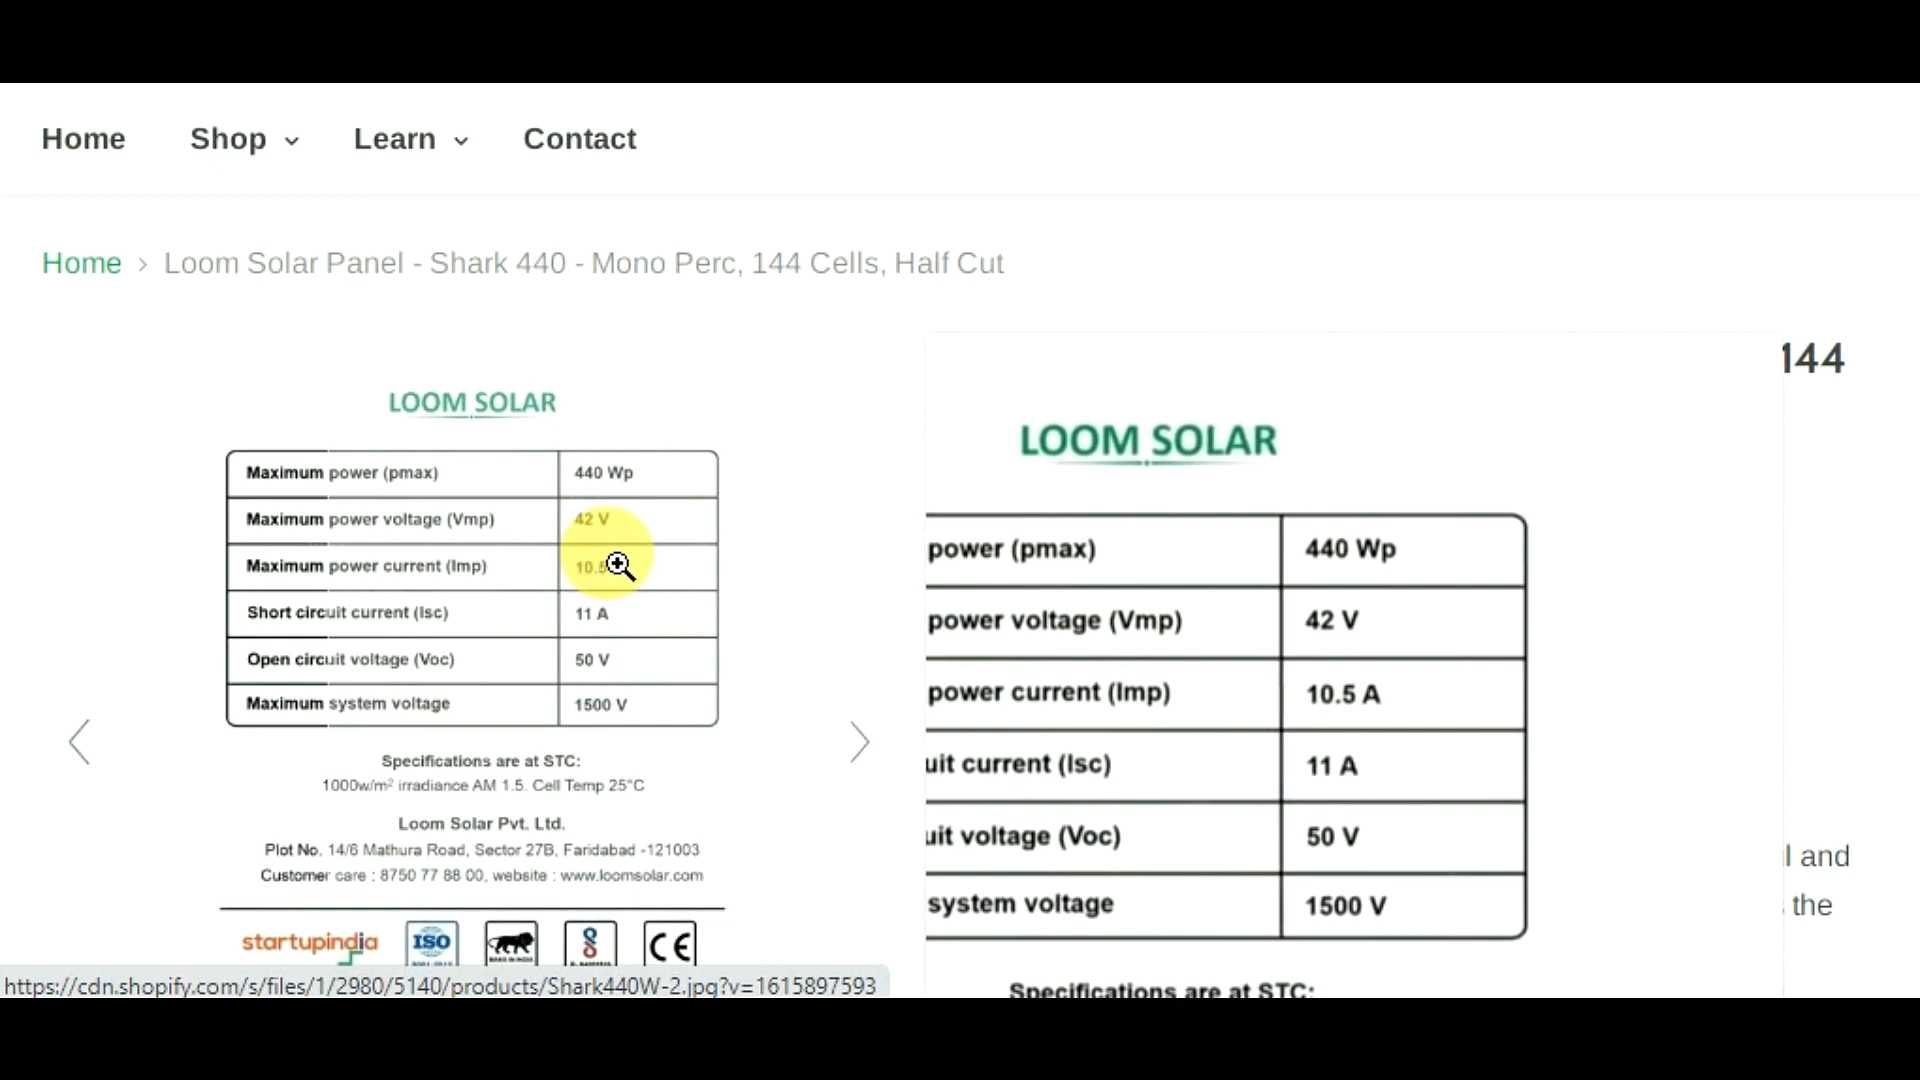 Home Shop Learn Contact
Home > Loom Solar Panel - Shark 440 - Mono Perc, 144 Cells, Half Cut
144
LOOM SOLAR
Maximum power (pmax) 440 Wp
Maximum power voltage (Vmp) 42 V
Maximum power current (Imp) 10.5
Short circuit current (Isc) 11 A
Open circuit voltage (Voc) 50 V
Maximum system voltage 1500 V
Specifications are at STC:
1000w/m² irradiance AM 1.5. Cell Temp 25°C
Loom Solar Pvt. Ltd.
Plot No. 14/6 Mathura Road, Sector 27B, Faridabad -121003
Customer care : 8750 77 88 00, website : www.loomsolar.com
startupindia ISO MAKE IN INDIA CE
LOOM SOLAR
power (pmax) 440 Wp
power voltage (Vmp) 42 V
power current (Imp) 10.5 A
uit current (Isc) 11 A
uit voltage (Voc) 50 V
system voltage 1500 V
Specifications are at STC:
l and
the
https://cdn.shopify.com/s/files/1/2980/5140/products/Shark440W-2.jpg?v=1615897593